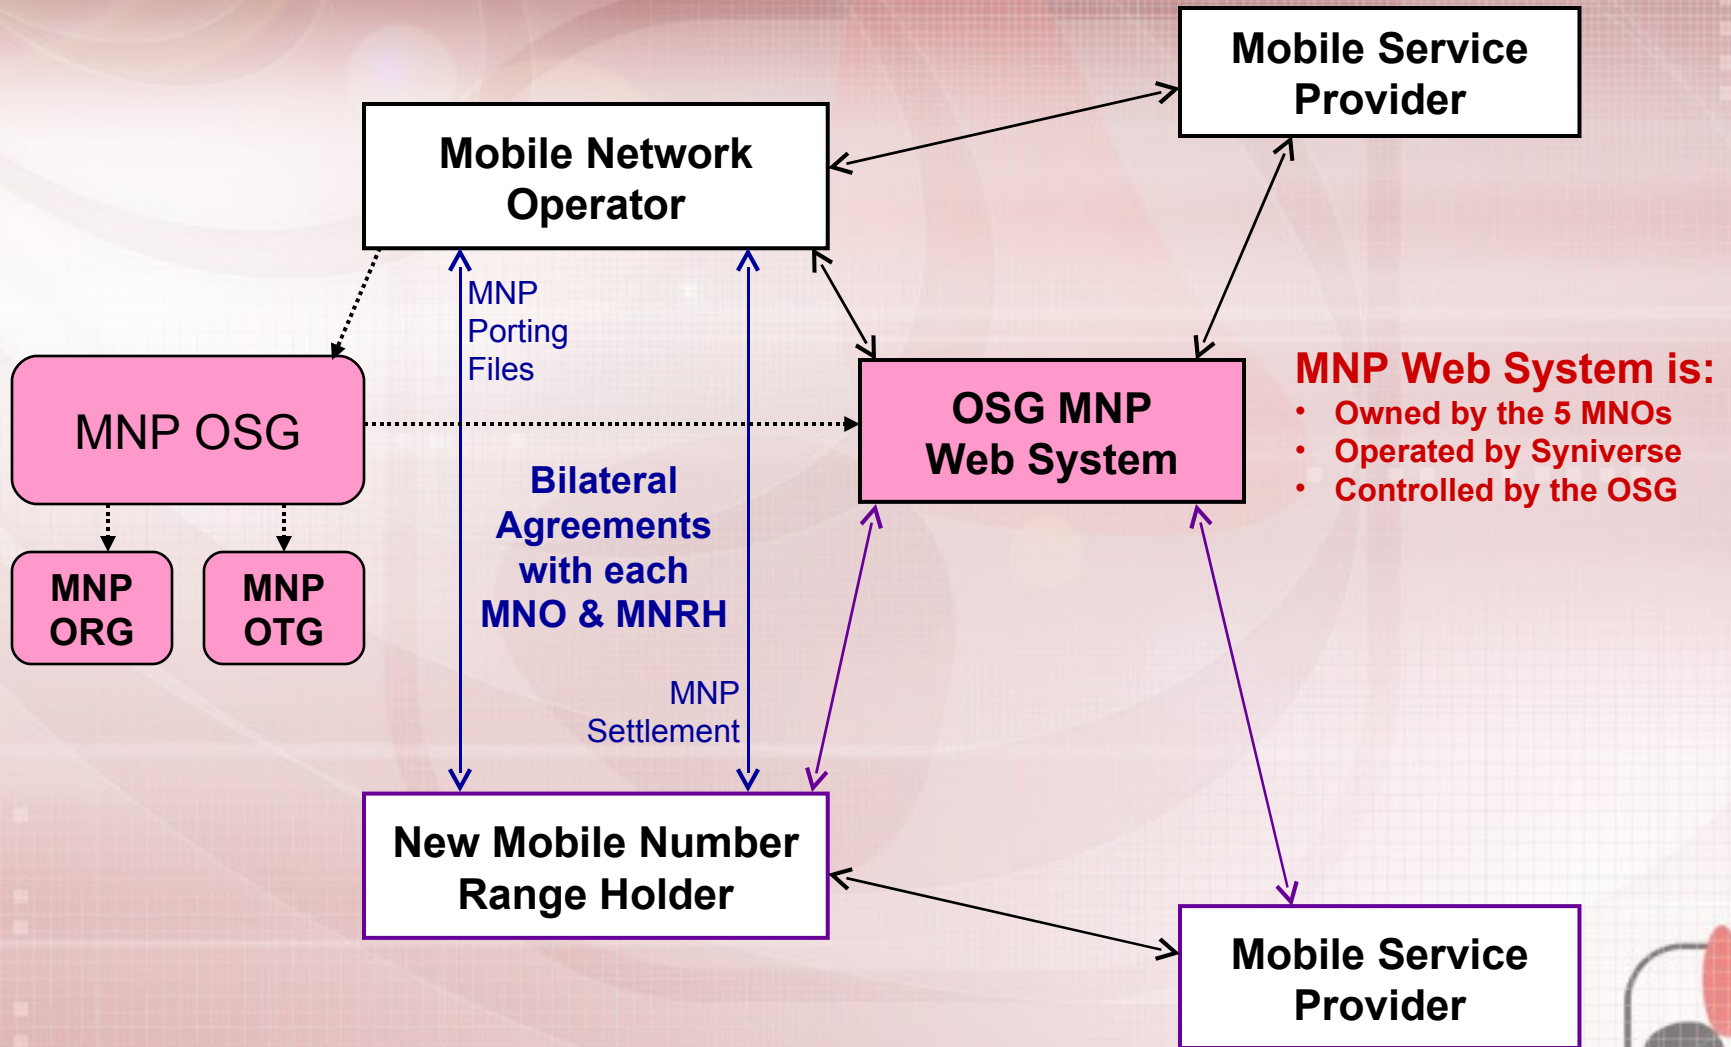 Mobile Service
Provider
Mobile Network
Operator
MNP
Porting
Files
MNP OSG
OSG MNP
Web System
MNP Web System is:
• Owned by the 5 MNOs
• Operated by Syniverse
• Controlled by the OSG
Bilateral
Agreements
with each
MNO & MNRH
MNP
ORG
MNP
OTG
MNP
Settlement
New Mobile Number
Range Holder
Mobile Service
Provider